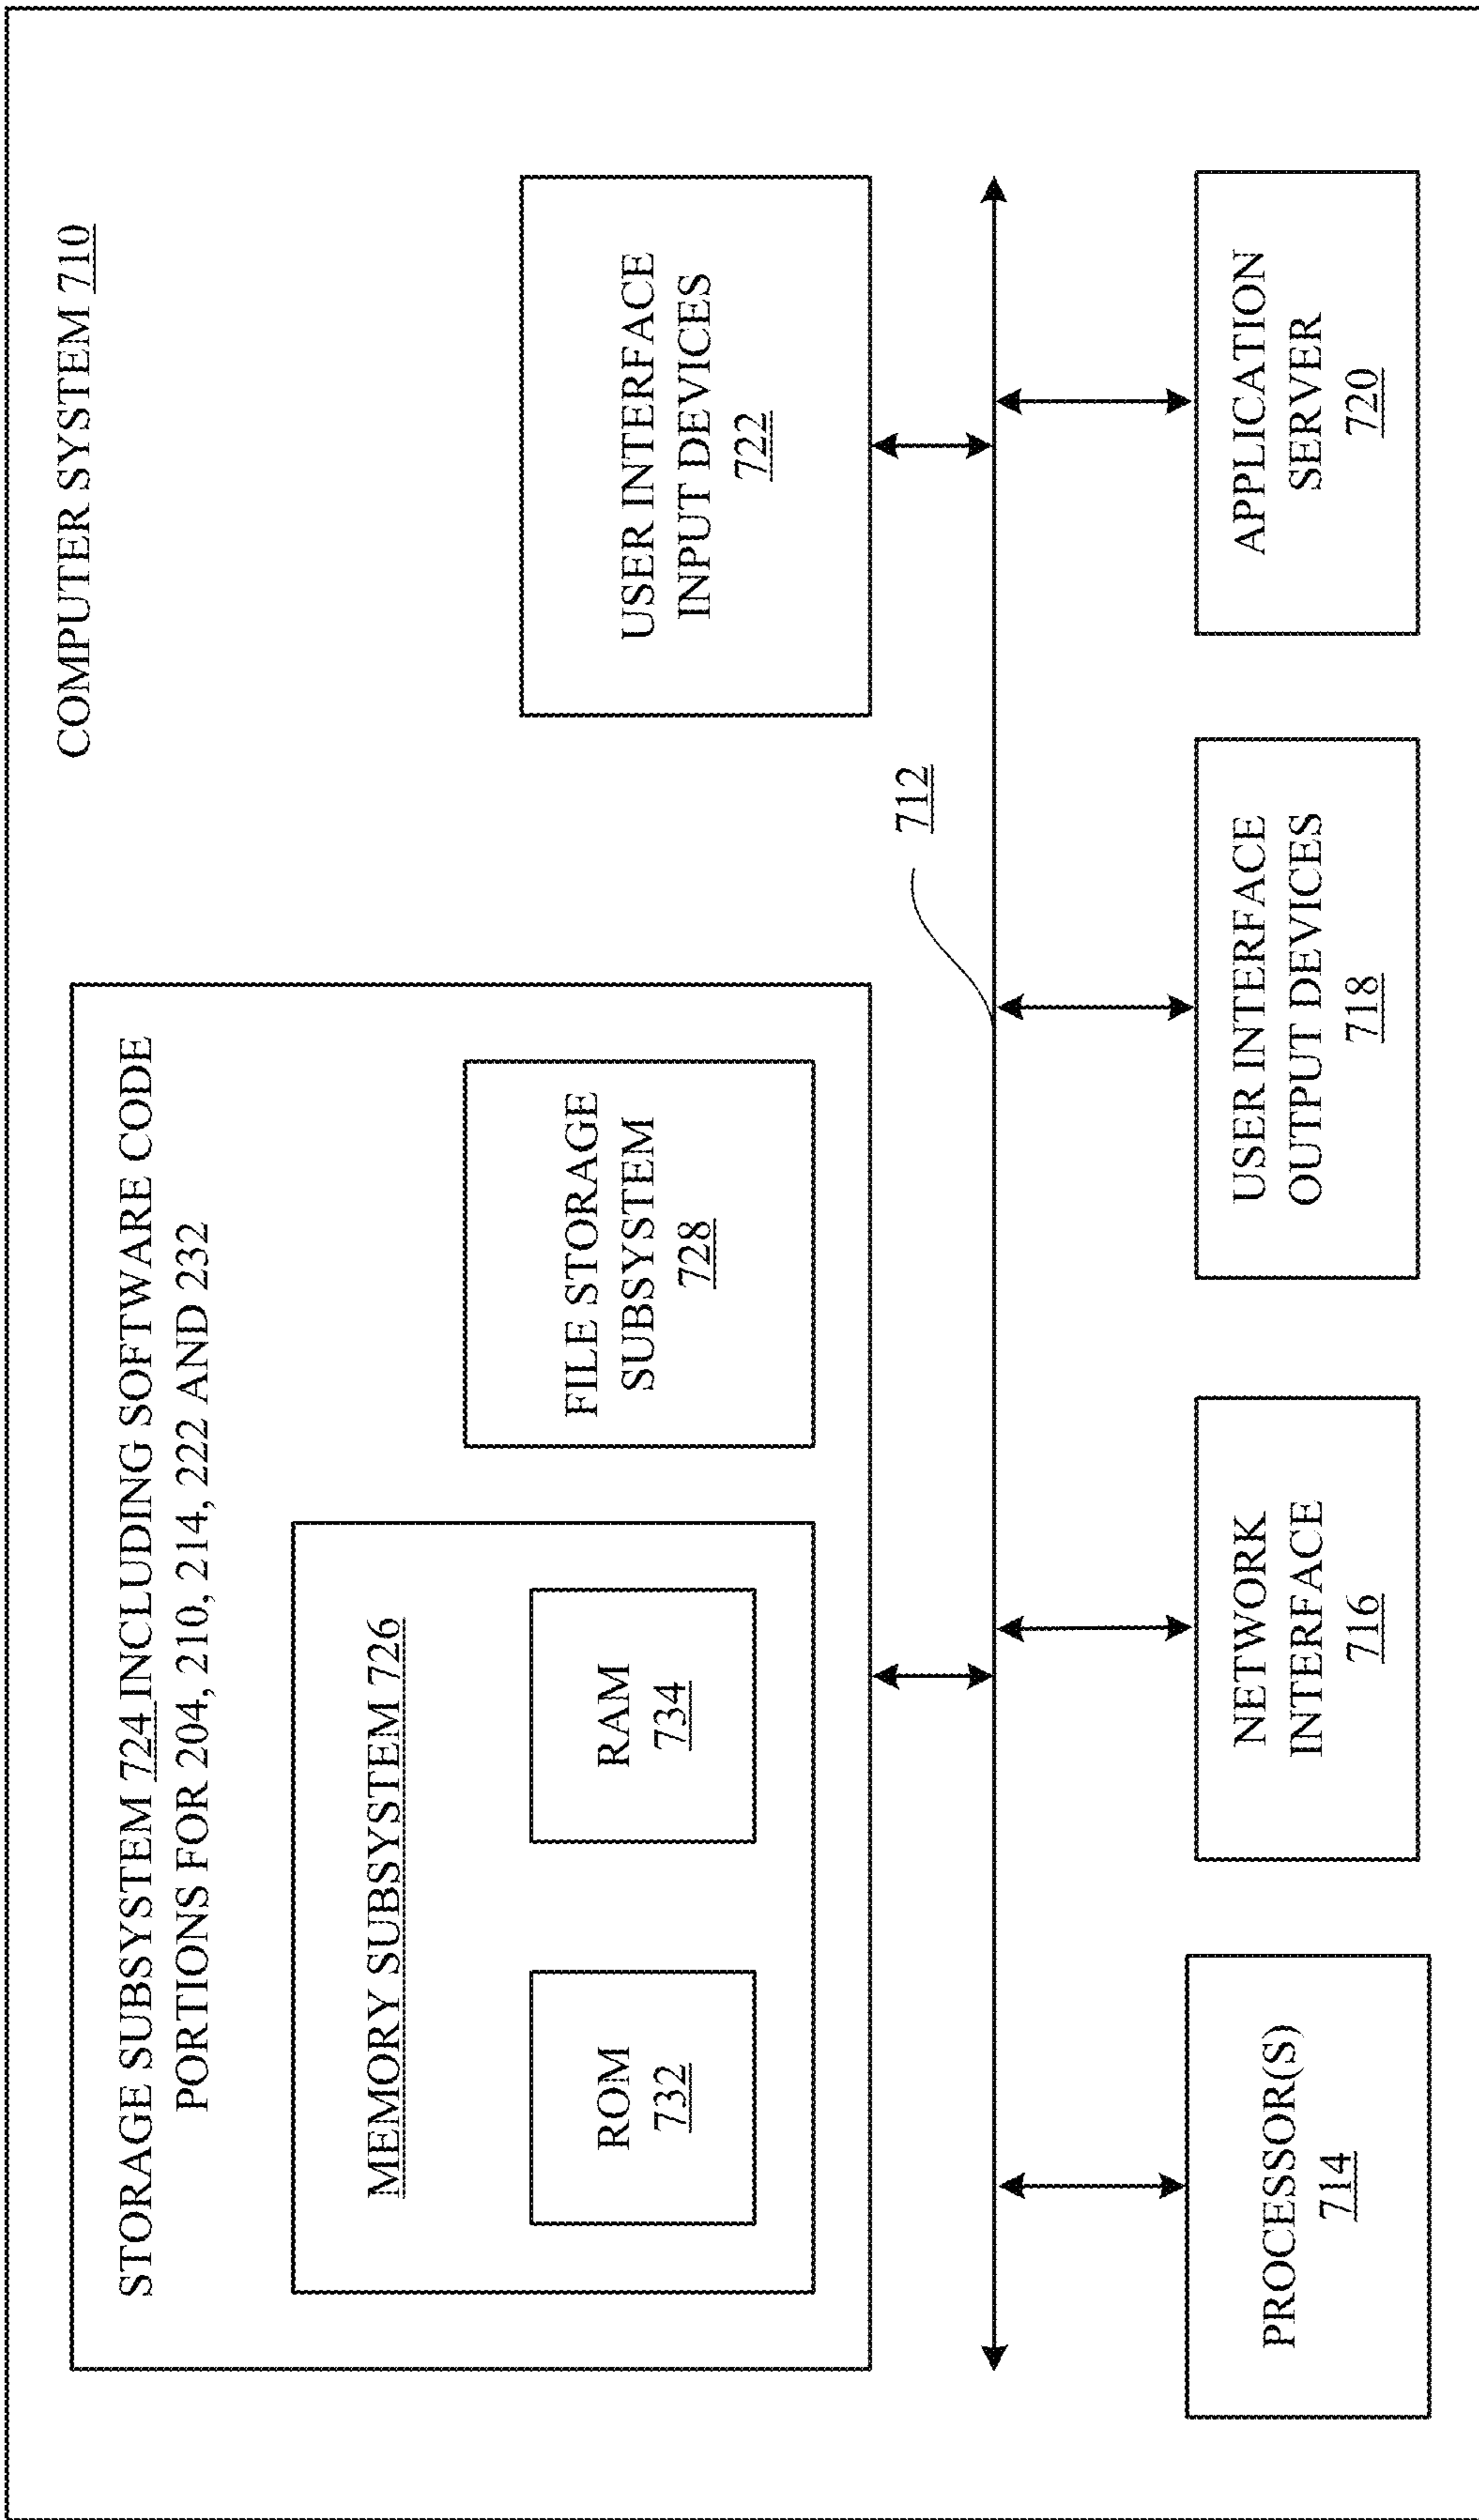 COMPUTER SYSTEM 710
STORAGE SUBSYSTEM 724 INCLUDING SOFTWARE CODE
PORTIONS FOR 204, 210, 214, 222 AND 232
MEMORY SUBSYSTEM 726
ROM
732
RAM
734
FILE STORAGE
SUBSYSTEM
728
USER INTERFACE
INPUT DEVICES
722
712
PROCESSOR(S)
714
NETWORK
INTERFACE
716
USER INTERFACE
OUTPUT DEVICES
718
APPLICATION
SERVER
720